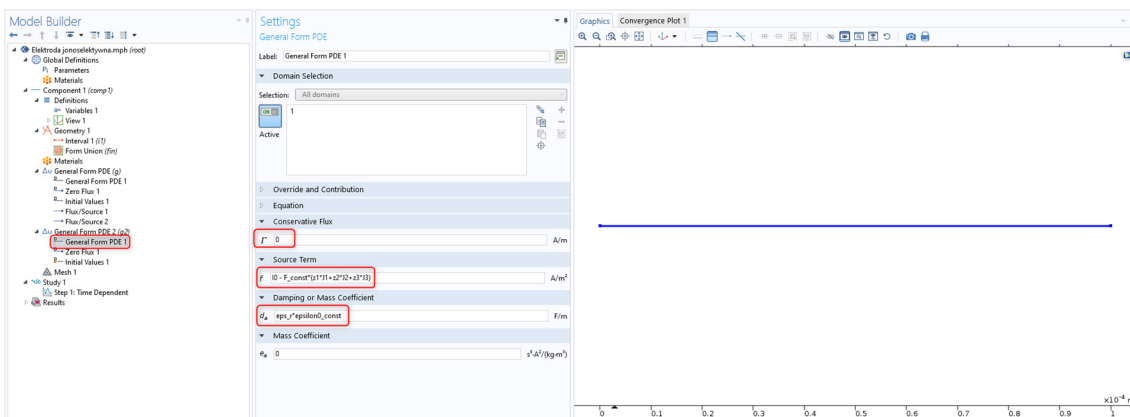 Model Builder
Elektroda jonoselektywna.mph (root)
Global Definitions
Pi Parameters
Materials
Component 1 (comp1)
Definitions
a= Variables 1
View 1
Geometry 1
Interval 1 (i1)
Form Union (fin)
Materials
Δu General Form PDE (g)
General Form PDE 1
Zero Flux 1
Initial Values 1
Flux/Source 1
Flux/Source 2
Δu General Form PDE 2 (g2)
General Form PDE 1
Zero Flux 1
Initial Values 1
Mesh 1
Study 1
Step 1: Time Dependent
Results
Settings
General Form PDE
Label: General Form PDE 1
Domain Selection
Selection: All domains
1
Active
Override and Contribution
Equation
Conservative Flux
Γ 0 A/m
Source Term
f I0 - F_const*(z1*J1+z2*J2+z3*J3) A/m²
Damping or Mass Coefficient
da eps_r*epsilon0_const F/m
Mass Coefficient
ea 0 s³·A²/(kg·m³)
Graphics Convergence Plot 1
×10⁻⁴ m
0 0.1 0.2 0.3 0.4 0.5 0.6 0.7 0.8 0.9 1